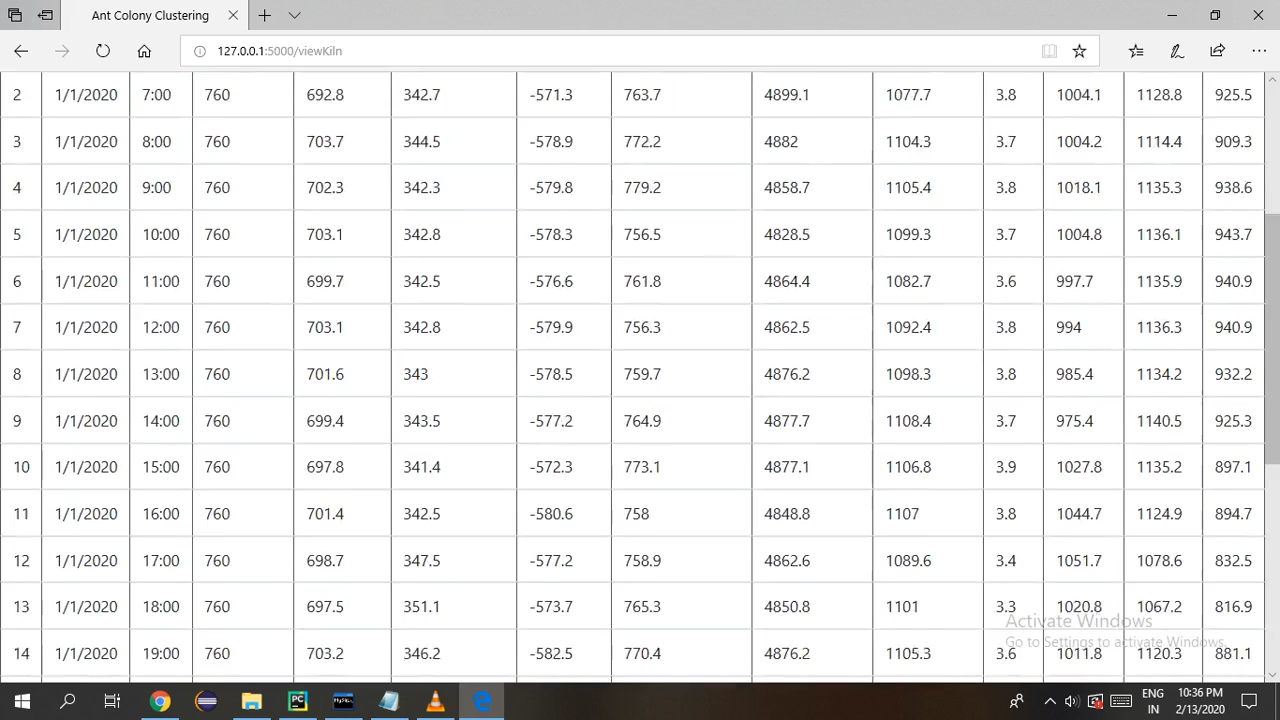 Ant Colony Clustering
127.0.0.1:5000/viewKiln
2 1/1/2020 7:00 760 692.8 342.7 -571.3 763.7 4899.1 1077.7 3.8 1004.1 1128.8 925.5
3 1/1/2020 8:00 760 703.7 344.5 -578.9 772.2 4882 1104.3 3.7 1004.2 1114.4 909.3
4 1/1/2020 9:00 760 702.3 342.3 -579.8 779.2 4858.7 1105.4 3.8 1018.1 1135.3 938.6
5 1/1/2020 10:00 760 703.1 342.8 -578.3 756.5 4828.5 1099.3 3.7 1004.8 1136.1 943.7
6 1/1/2020 11:00 760 699.7 342.5 -576.6 761.8 4864.4 1082.7 3.6 997.7 1135.9 940.9
7 1/1/2020 12:00 760 703.1 342.8 -579.9 756.3 4862.5 1092.4 3.8 994 1136.3 940.9
8 1/1/2020 13:00 760 701.6 343 -578.5 759.7 4876.2 1098.3 3.8 985.4 1134.2 932.2
9 1/1/2020 14:00 760 699.4 343.5 -577.2 764.9 4877.7 1108.4 3.7 975.4 1140.5 925.3
10 1/1/2020 15:00 760 697.8 341.4 -572.3 773.1 4877.1 1106.8 3.9 1027.8 1135.2 897.1
11 1/1/2020 16:00 760 701.4 342.5 -580.6 758 4848.8 1107 3.8 1044.7 1124.9 894.7
12 1/1/2020 17:00 760 698.7 347.5 -577.2 758.9 4862.6 1089.6 3.4 1051.7 1078.6 832.5
13 1/1/2020 18:00 760 697.5 351.1 -573.7 765.3 4850.8 1101 3.3 1020.8 1067.2 816.9
Activate Windows
Go to Settings to activate Windows.
14 1/1/2020 19:00 760 703.2 346.2 -582.5 770.4 4876.2 1105.3 3.6 1011.8 1120.3 881.1
PC
MySQL
ENG
IN
10:36 PM
2/13/2020